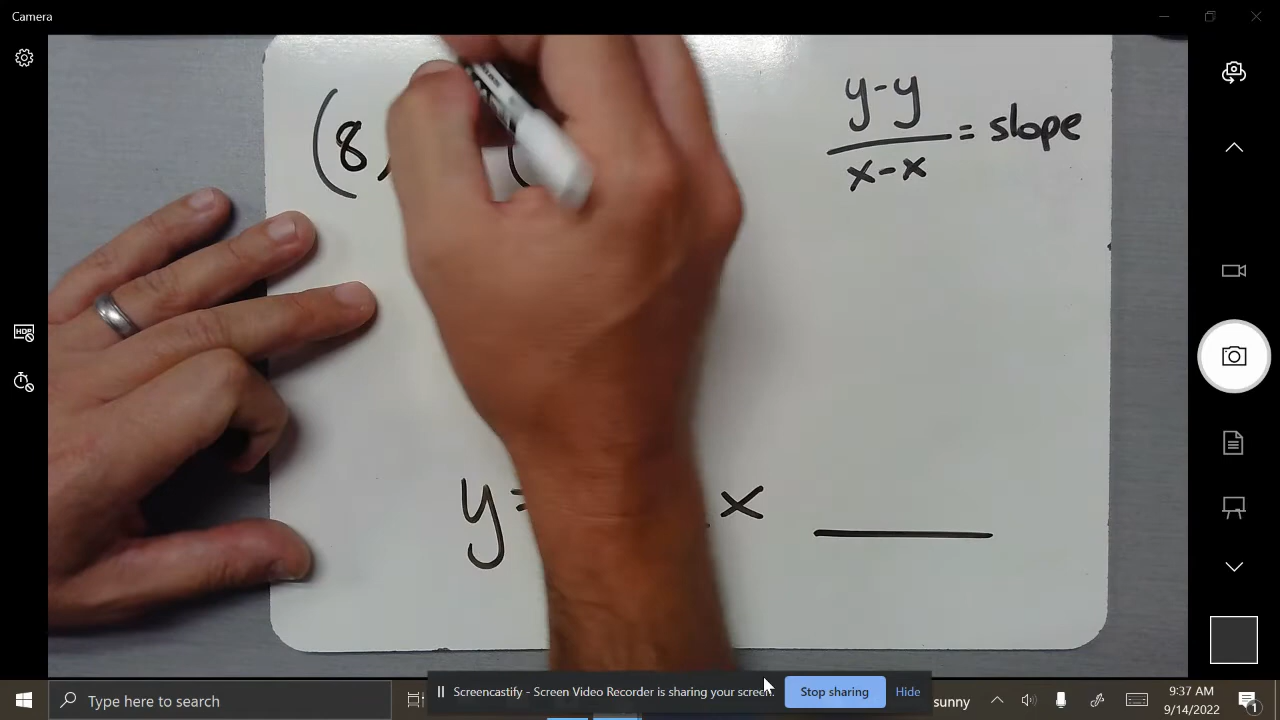 Camera
(8,
(
y-y
x-x
= slope
y=
x
Screencastify - Screen Video Recorder is sharing your screen.
Stop sharing
Hide
Type here to search
sunny
9:37 AM
9/14/2022
1